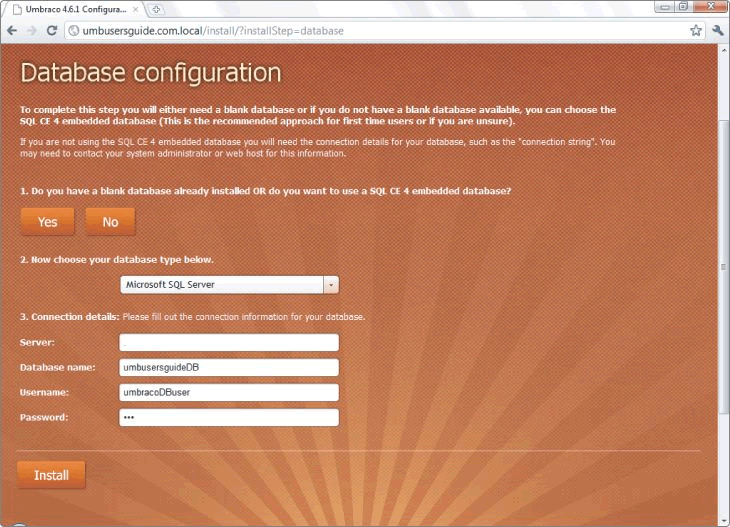 Umbraco 4.6.1 Configura...
umbusersguide.com.local/install/?installStep=database
Database configuration
To complete this step you will either need a blank database or if you do not have a blank database available, you can choose the
SQL CE 4 embedded database (This is the recommended approach for first time users or if you are unsure).
If you are not using the SQL CE 4 embedded database you will need the connection details for your database, such as the "connection string". You
may need to contact your system administrator or web host for this information.
1. Do you have a blank database already installed OR do you want to use a SQL CE 4 embedded database?
Yes No
2. Now choose your database type below.
Microsoft SQL Server
3. Connection details: Please fill out the connection information for your database.
Server: .
Database name: umbusersguideDB
Username: umbracoDBuser
Password: •••
Install